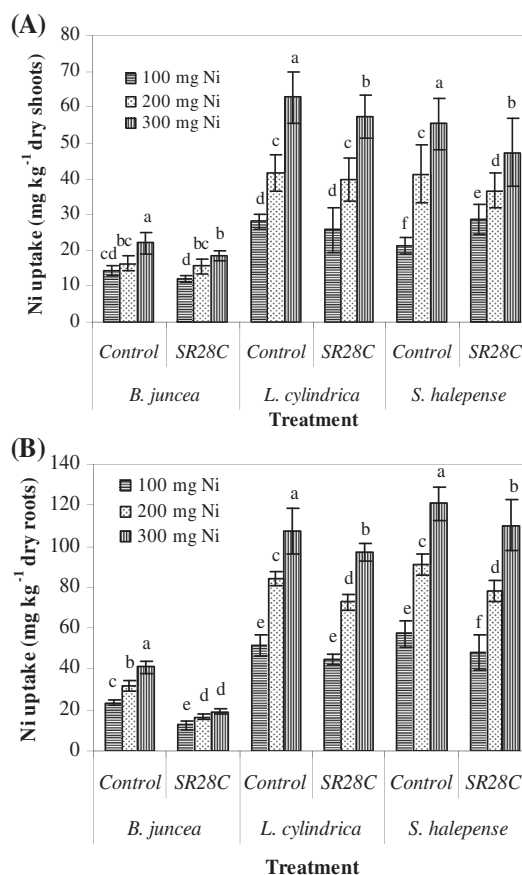 (A)
80
70
60
50
40
30
20
10
0
Ni uptake (mg kg⁻¹ dry shoots)
100 mg Ni
200 mg Ni
300 mg Ni
cd bc a d bc b d c a d c b f c a e d b
Control SR28C Control SR28C Control SR28C
B. juncea L. cylindrica S. halepense
Treatment
(B)
140
120
100
80
60
40
20
0
Ni uptake (mg kg⁻¹ dry roots)
100 mg Ni
200 mg Ni
300 mg Ni
c b a e d d e c a e d b e c a f d b
Control SR28C Control SR28C Control SR28C
B. juncea L. cylindrica S. halepense
Treatment